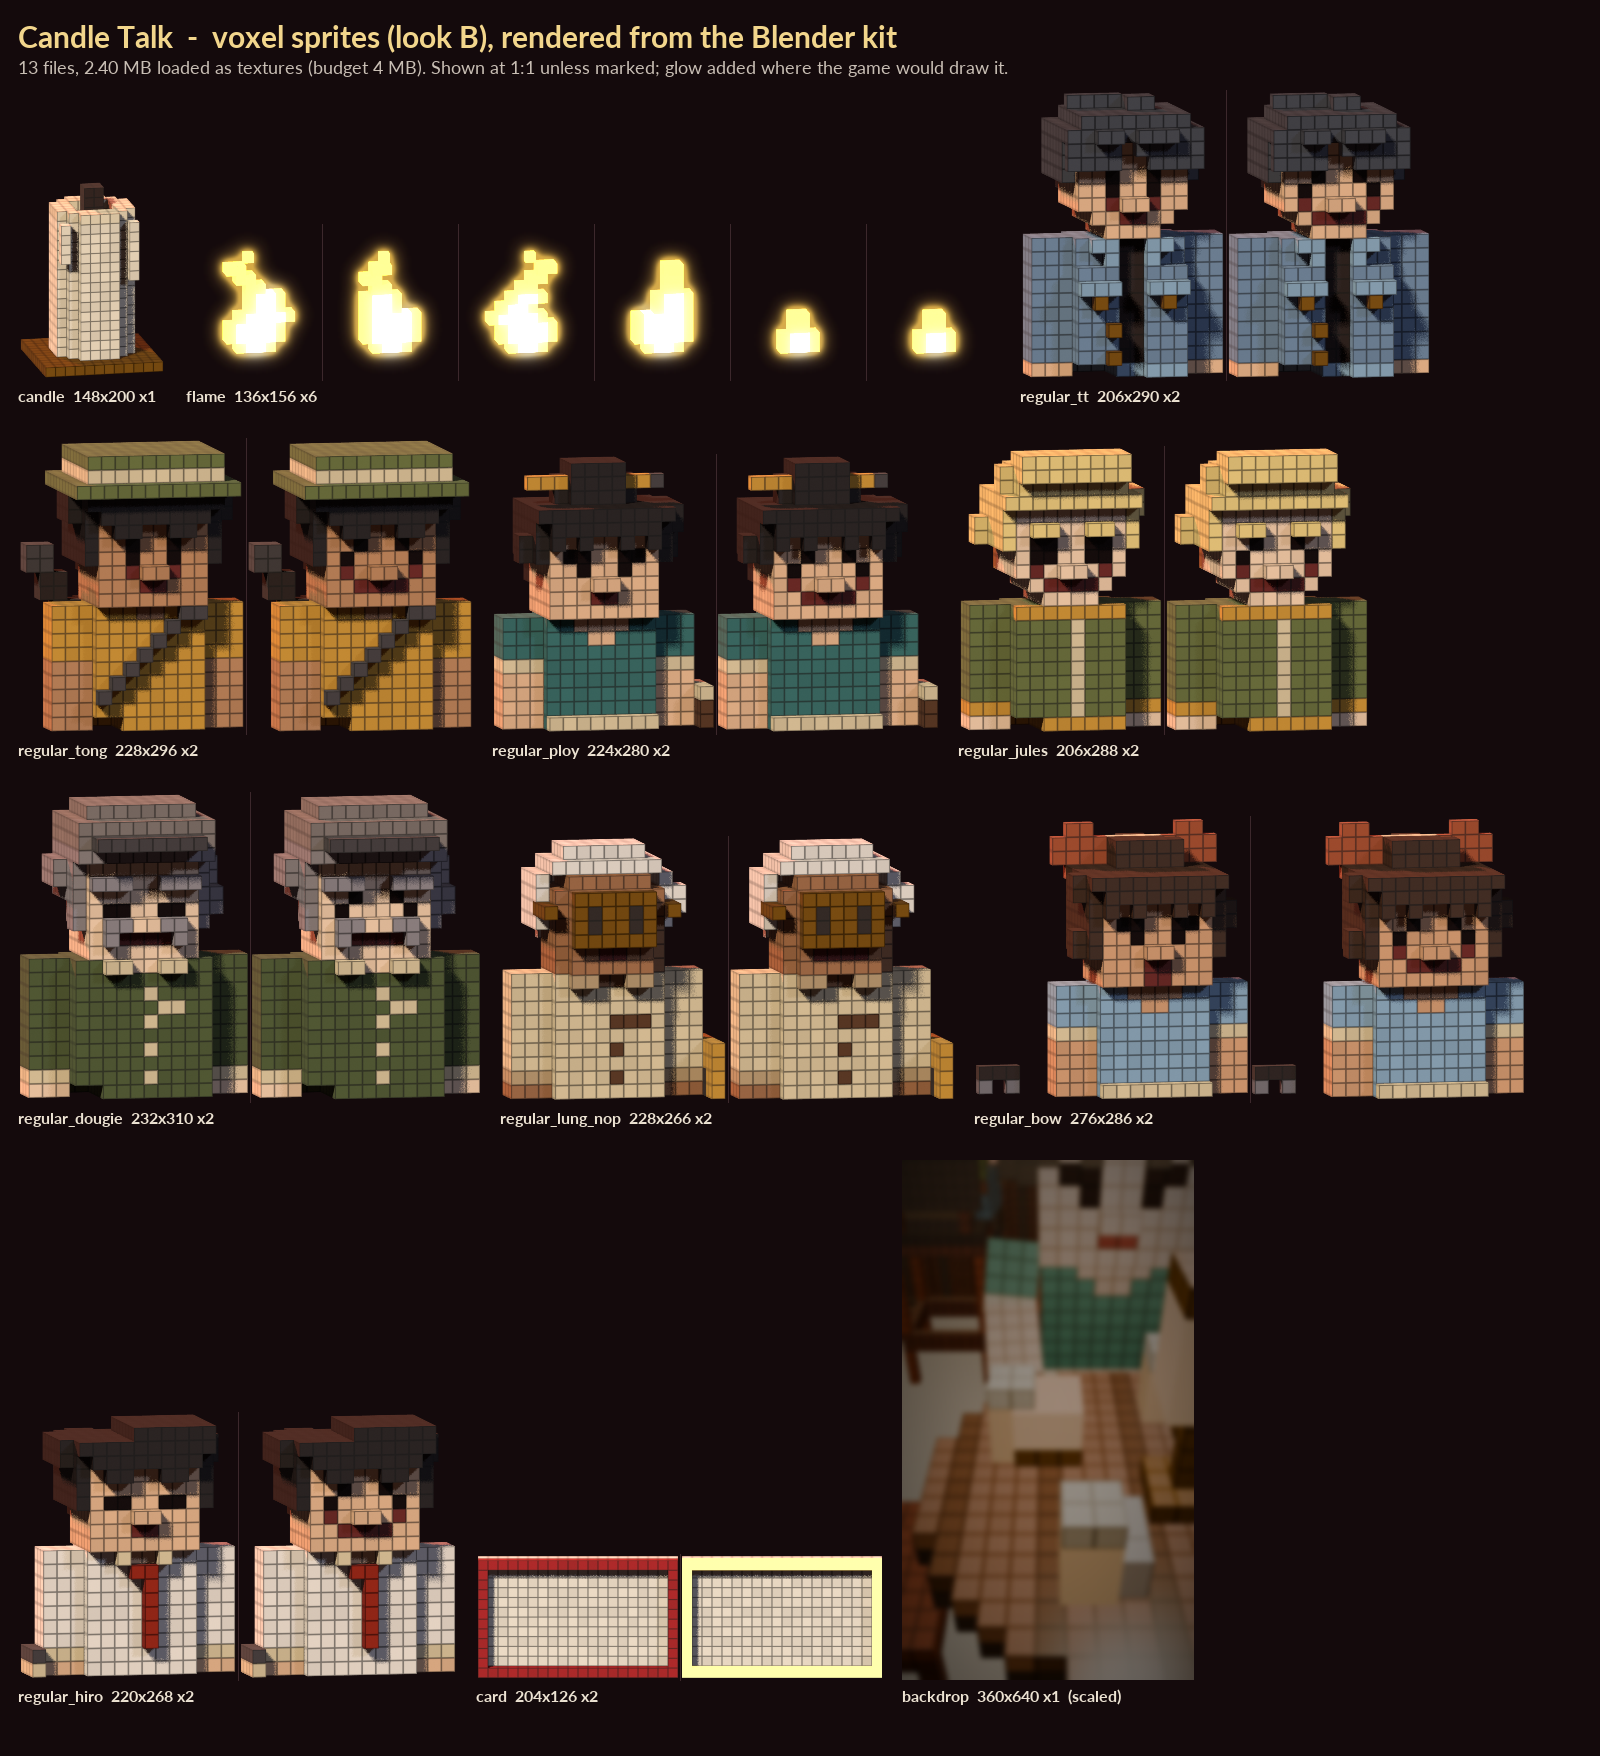 Candle Talk - voxel sprites (look B), rendered from the Blender kit
13 files, 2.40 MB loaded as textures (budget 4 MB). Shown at 1:1 unless marked; glow added where the game would draw it.
candle 148x200 x1
flame 136x156 x6
regular_tt 206x290 x2
regular_tong 228x296 x2
regular_ploy 224x280 x2
regular_jules 206x288 x2
regular_dougie 232x310 x2
regular_lung_nop 228x266 x2
regular_bow 276x286 x2
regular_hiro 220x268 x2
card 204x126 x2
backdrop 360x640 x1 (scaled)